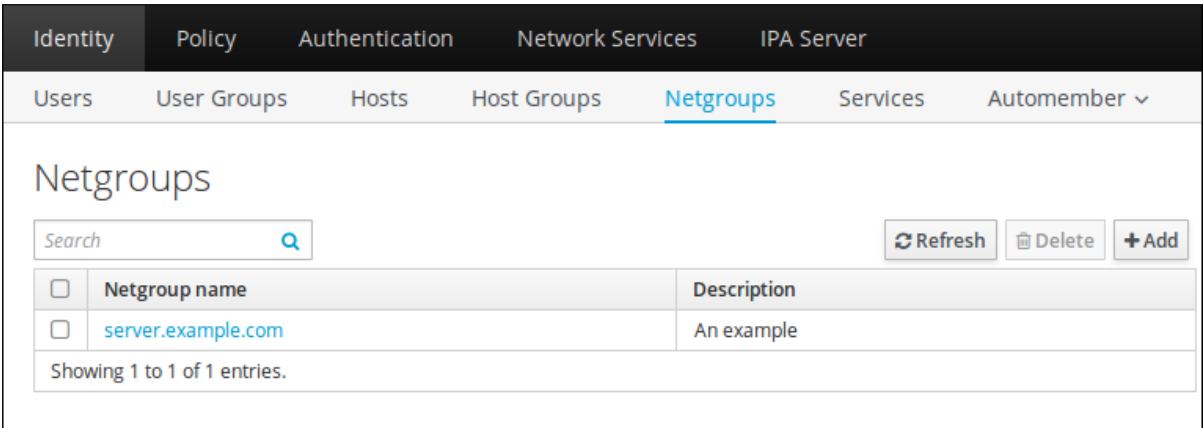 Identity Policy Authentication Network Services IPA Server
Users User Groups Hosts Host Groups Netgroups Services Automember
Netgroups
Search Refresh Delete Add
Netgroup name Description
server.example.com An example
Showing 1 to 1 of 1 entries.